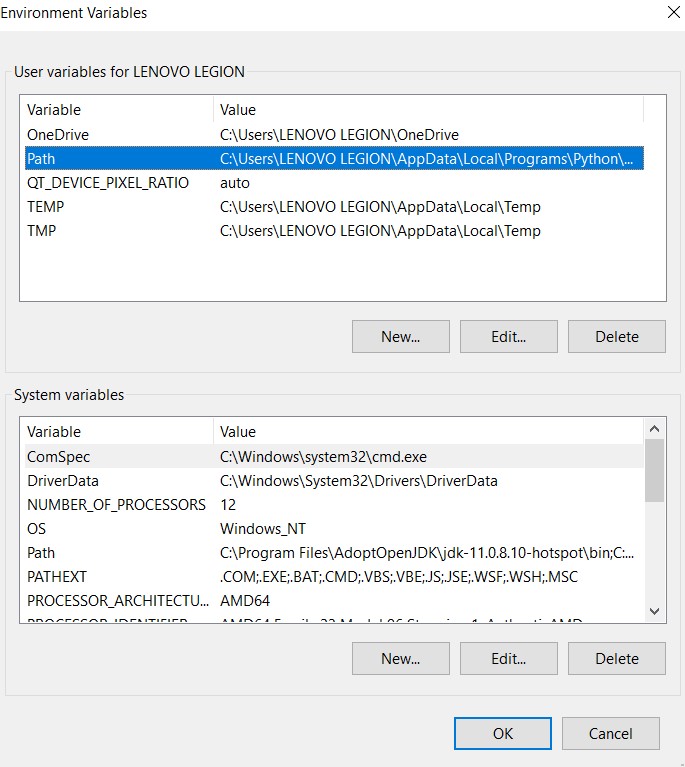 Environment Variables
User variables for LENOVO LEGION
Variable Value
OneDrive C:\Users\LENOVO LEGION\OneDrive
Path C:\Users\LENOVO LEGION\AppData\Local\Programs\Python\...
QT_DEVICE_PIXEL_RATIO auto
TEMP C:\Users\LENOVO LEGION\AppData\Local\Temp
TMP C:\Users\LENOVO LEGION\AppData\Local\Temp
New... Edit... Delete
System variables
Variable Value
ComSpec C:\Windows\system32\cmd.exe
DriverData C:\Windows\System32\Drivers\DriverData
NUMBER_OF_PROCESSORS 12
OS Windows_NT
Path C:\Program Files\AdoptOpenJDK\jdk-11.0.8.10-hotspot\bin;C:...
PATHEXT .COM;.EXE;.BAT;.CMD;.VBS;.VBE;.JS;.JSE;.WSF;.WSH;.MSC
PROCESSOR_ARCHITECTU... AMD64
New... Edit... Delete
OK Cancel